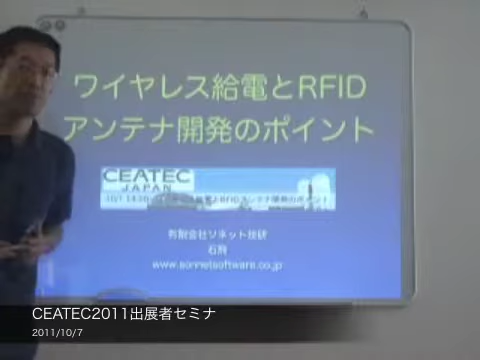 ワイヤレス給電とRFID
アンテナ開発のポイント
CEATEC
JAPAN
有限会社ソネット技研
www.sonnetsoftware.co.jp
CEATEC2011出展者セミナ
2011/10/7